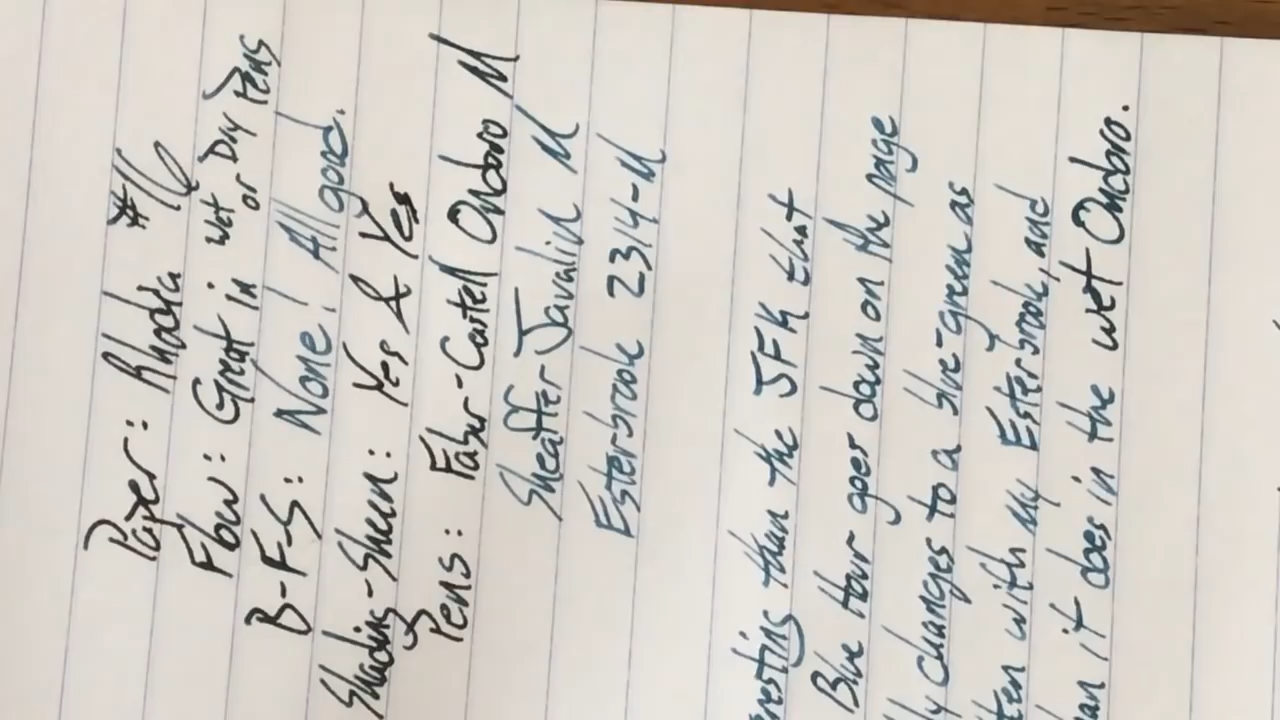 Paper: Rhodia #16
Flow: Great in wet or Dry Pens
B-F-S: None! All good.
Shading-Sheen: Yes & Yes
Pens: Faber-Castell Ondoro M
Sheaffer Javalin M
Esterbrook 2314-M
than the JFK that
Blue Hour goes down on the page
changes to a blue-green as
with my Esterbrook, and
it does in the wet Ondoro.